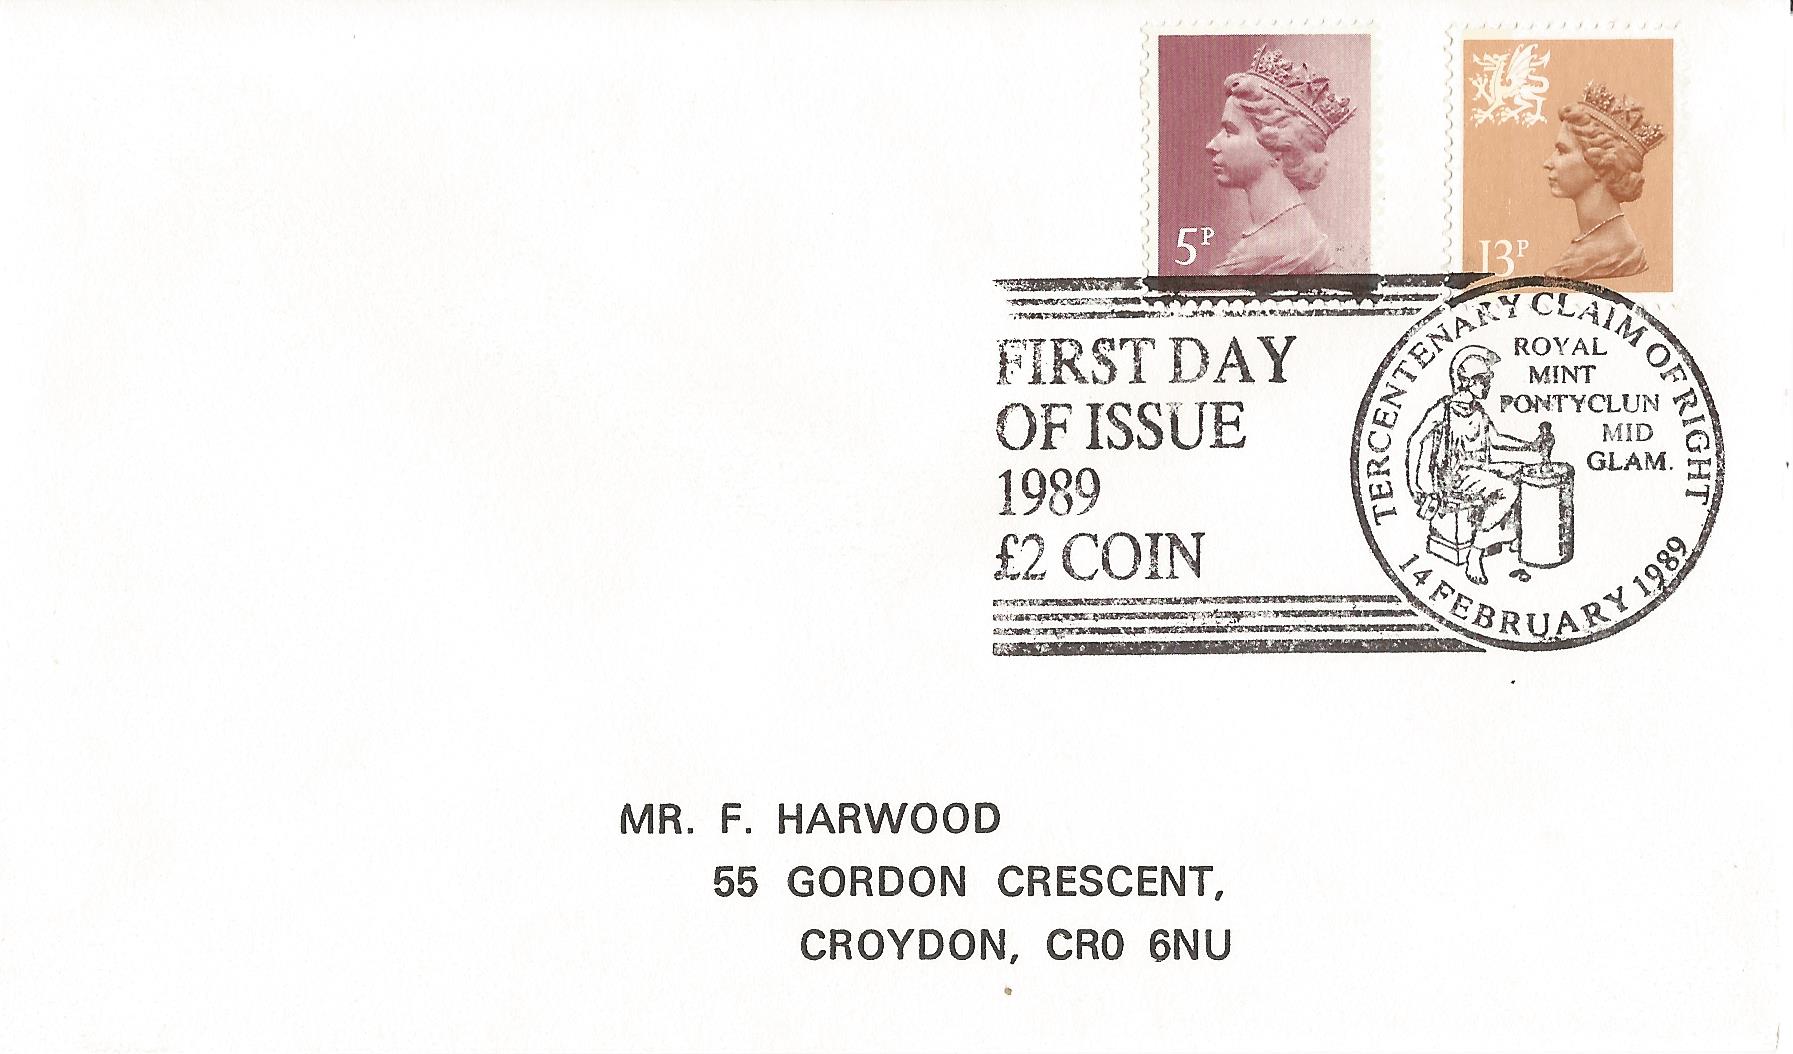 5P
13P
FIRST DAY
OF ISSUE
1989
£2 COIN
TERCENTENARY CLAIM OF RIGHT
ROYAL
MINT
PONTYCLUN
MID
GLAM.
14 FEBRUARY 1989
MR. F. HARWOOD
55 GORDON CRESCENT,
CROYDON, CR0 6NU